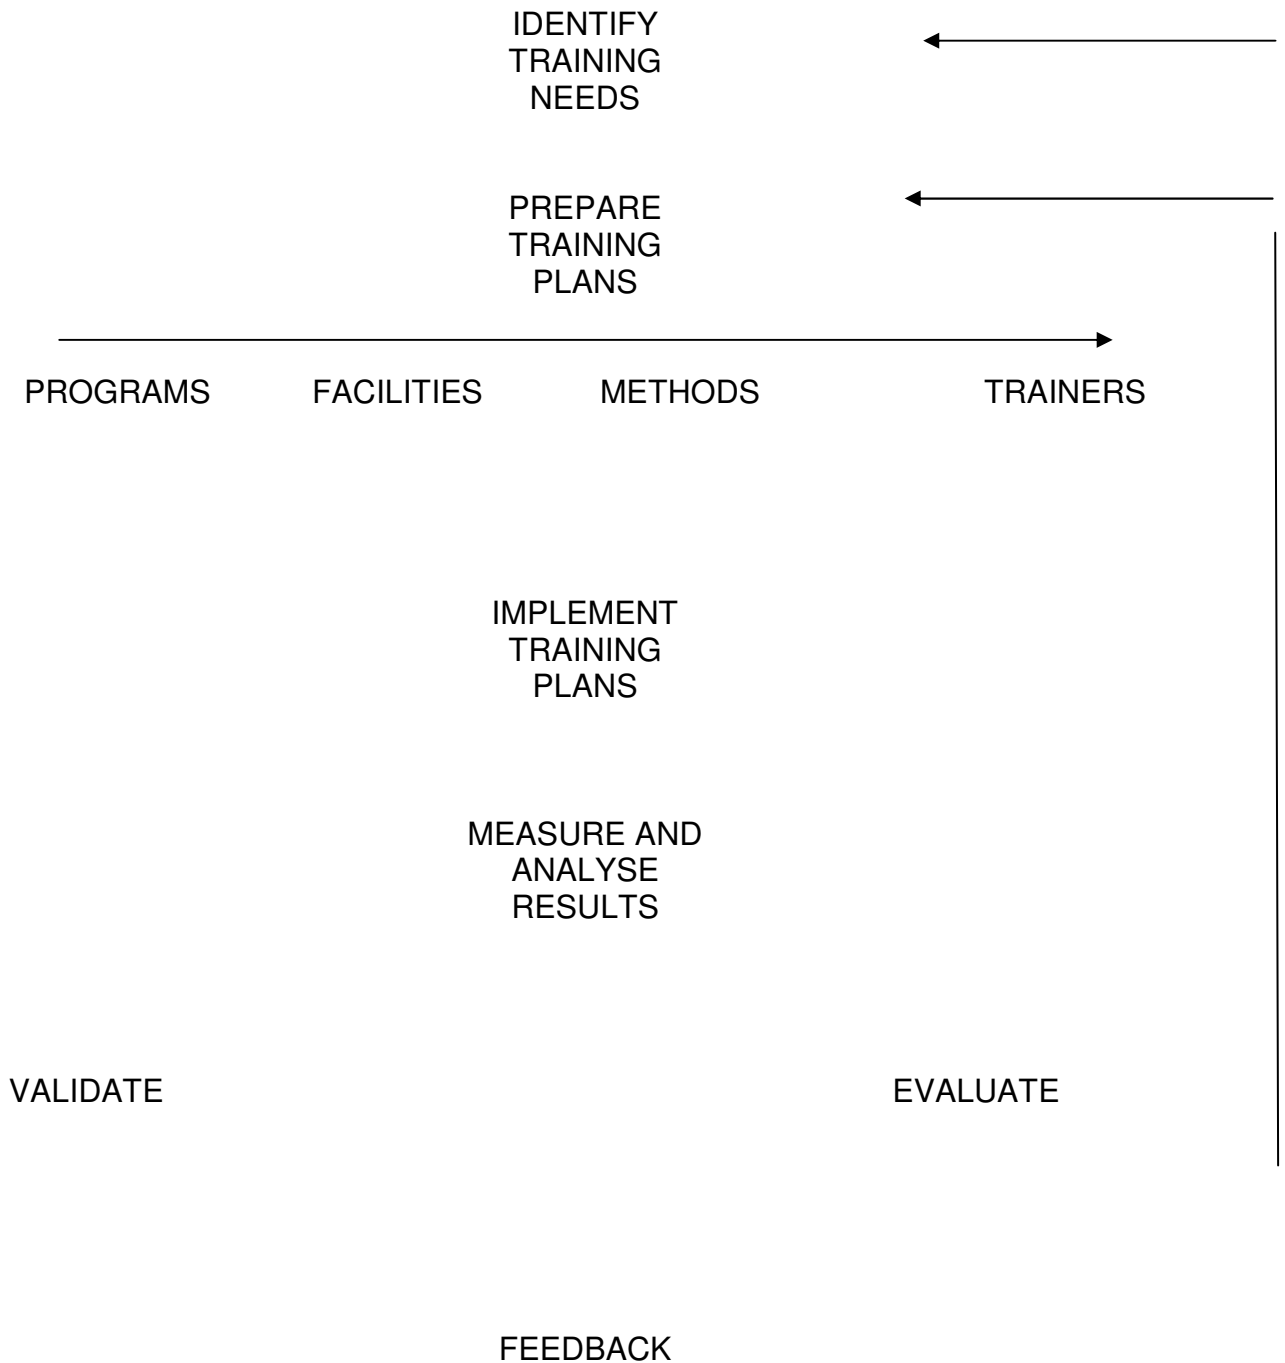 IDENTIFY
TRAINING
NEEDS
PREPARE
TRAINING
PLANS
PROGRAMS FACILITIES METHODS TRAINERS
IMPLEMENT
TRAINING
PLANS
MEASURE AND
ANALYSE
RESULTS
VALIDATE EVALUATE
FEEDBACK